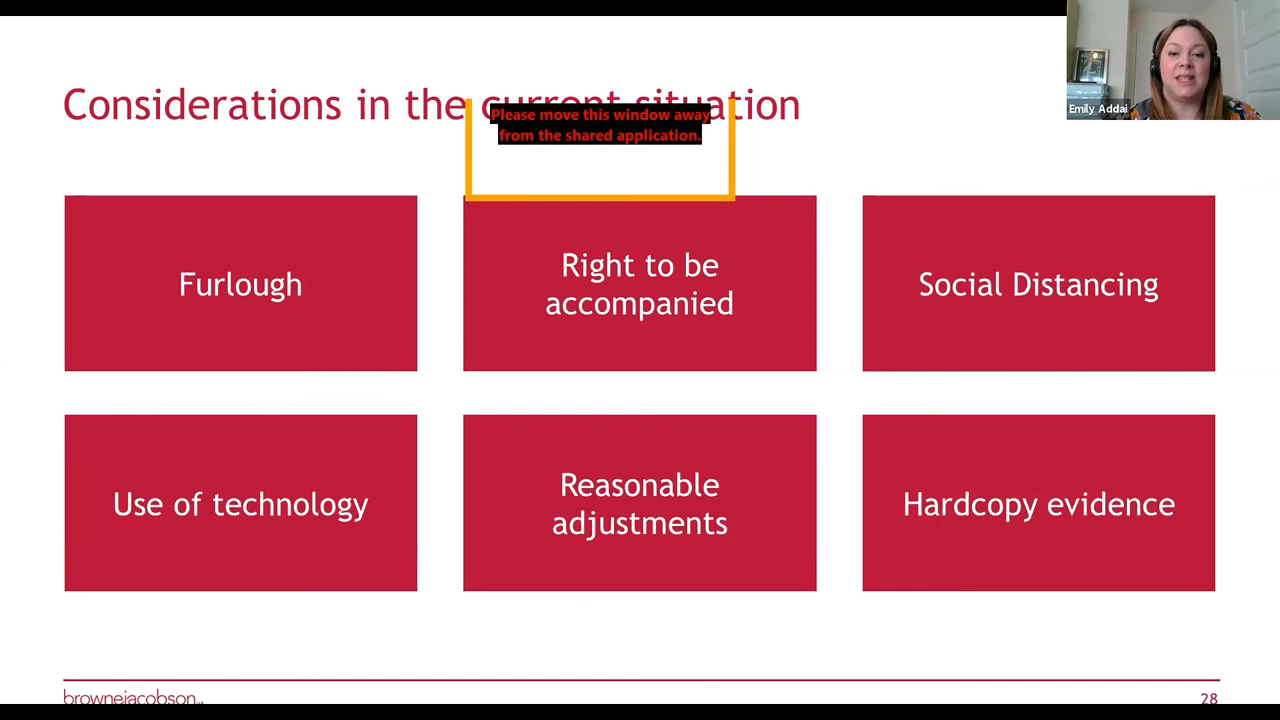 Considerations in the current situation
Please move this window away
from the shared application.
Emily Addai
Furlough
Right to be
accompanied
Social Distancing
Use of technology
Reasonable
adjustments
Hardcopy evidence
brownejacobson
28